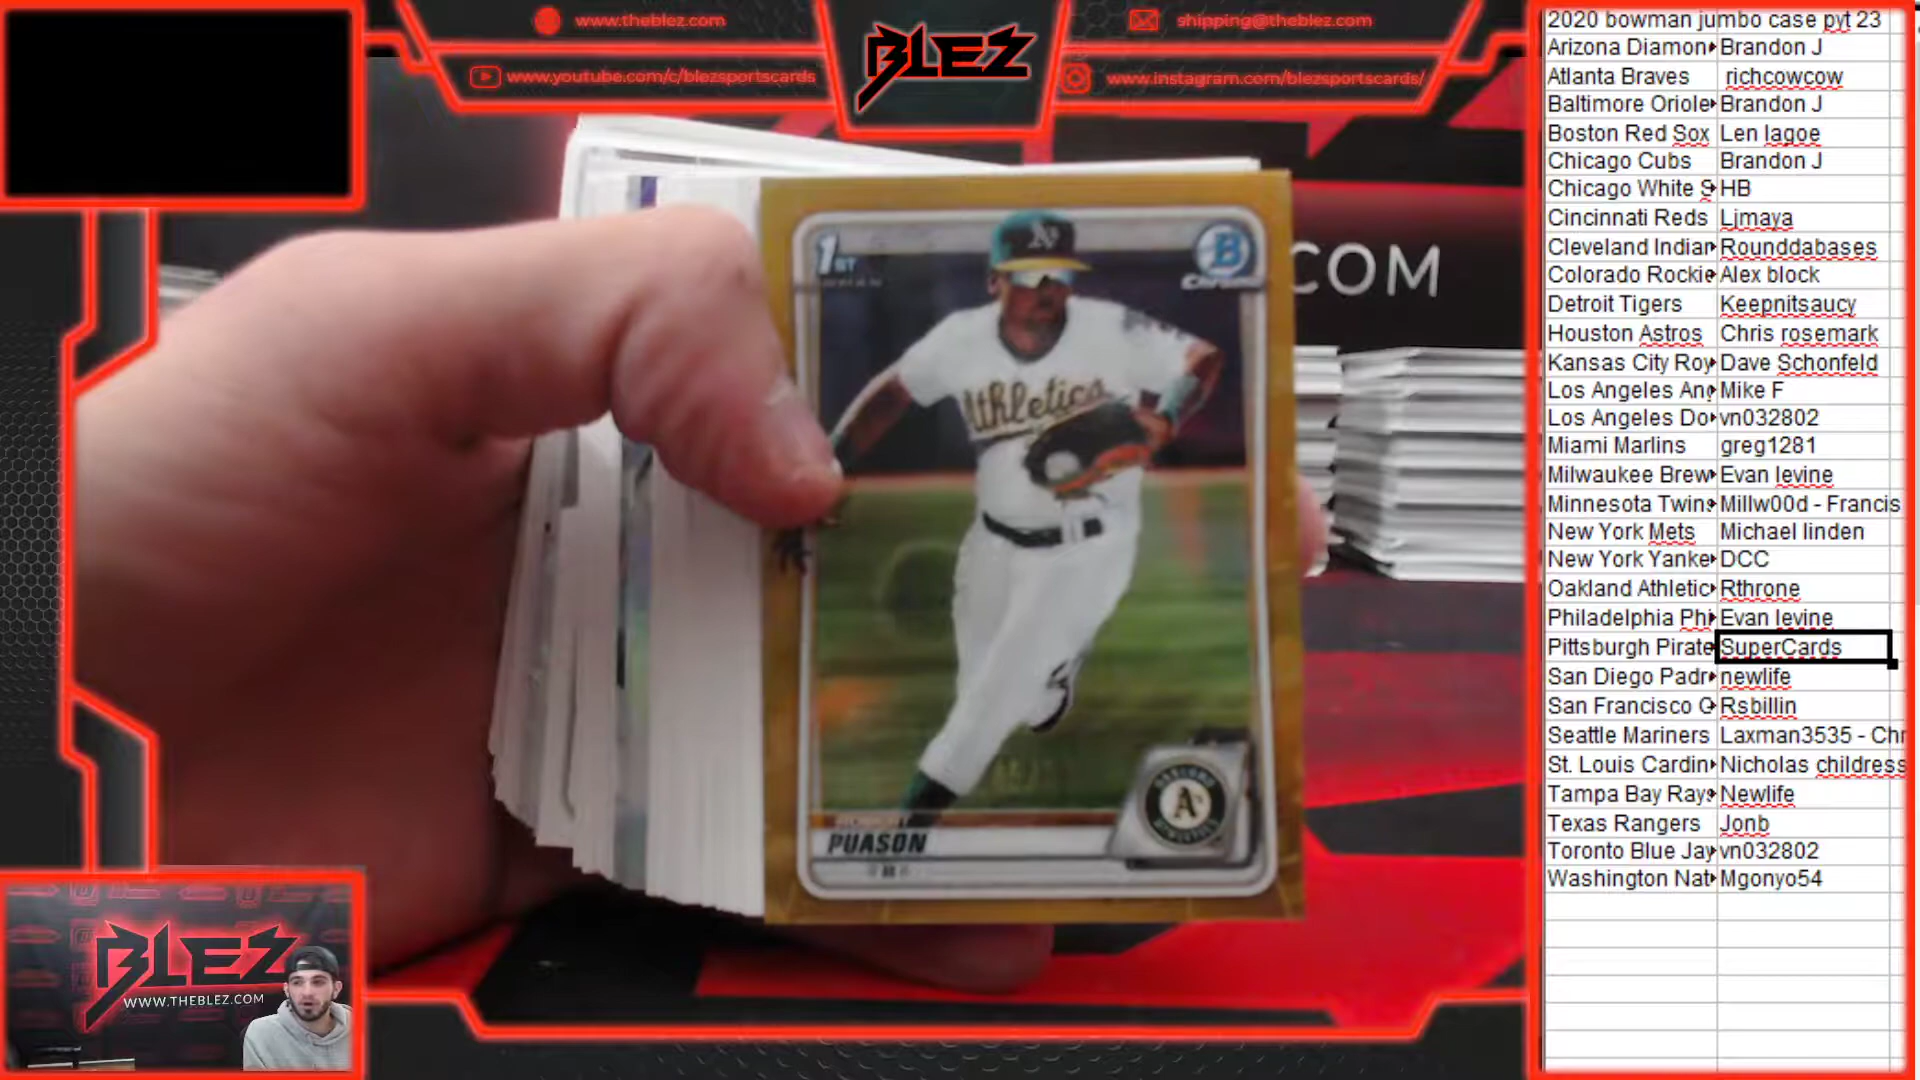 www.theblez.com
BLEZ
shipping@theblez.com
www.youtube.com/c/blezsportscards
www.instagram.com/blezsportscards/
1ST
B
Chrome
A's
COM
Athletics
PUASON
A's
BLEZ
WWW.THEBLEZ.COM
2020 bowman jumbo case pyt 23
Arizona Diamon Brandon J
Atlanta Braves richcowcow
Baltimore Oriole Brandon J
Boston Red Sox Len lagoe
Chicago Cubs Brandon J
Chicago White S HB
Cincinnati Reds Ljmaya
Cleveland Indian Rounddabases
Colorado Rockie Alex block
Detroit Tigers Keepnitsaucy
Houston Astros Chris rosemark
Kansas City Roy Dave Schonfeld
Los Angeles Ang Mike F
Los Angeles Do vn032802
Miami Marlins greg1281
Milwaukee Brew Evan levine
Minnesota Twin Millw00d - Francis
New York Mets Michael linden
New York Yanke DCC
Oakland Athletic Rthrone
Philadelphia Phi Evan levine
Pittsburgh Pirate SuperCards
San Diego Padr newlife
San Francisco G Rsbillin
Seattle Mariners Laxman3535 - Chr
St. Louis Cardin Nicholas childress
Tampa Bay Rays Newlife
Texas Rangers Jonb
Toronto Blue Jay vn032802
Washington Nat Mgonyo54